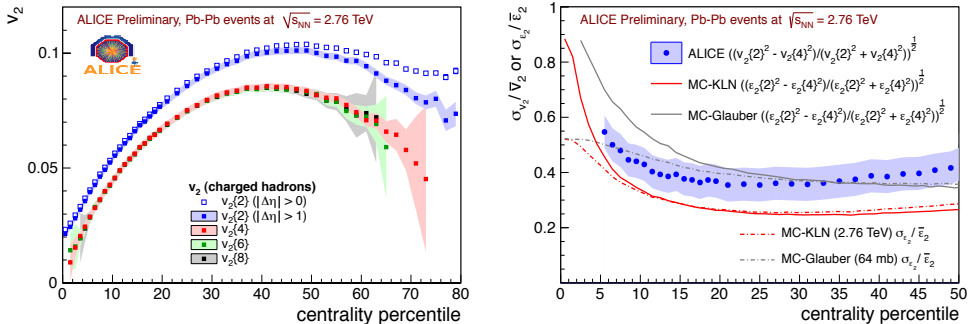 ALICE Preliminary, Pb-Pb events at √sNN = 2.76 TeV
v2
0.1
0.05
0
ALICE
v2 (charged hadrons)
v2{2} (|Δη| > 0)
v2{2} (|Δη| > 1)
v2{4}
v2{6}
v2{8}
0 10 20 30 40 50 60 70 80
centrality percentile
ALICE Preliminary, Pb-Pb events at √sNN = 2.76 TeV
σv2/v̄2 or σε2/ε̄2
1
0.8
0.6
0.4
0.2
ALICE ((v2{2}² - v2{4}²)/(v2{2}² + v2{4}²))^½
MC-KLN ((ε2{2}² - ε2{4}²)/(ε2{2}² + ε2{4}²))^½
MC-Glauber ((ε2{2}² - ε2{4}²)/(ε2{2}² + ε2{4}²))^½
MC-KLN (2.76 TeV) σε2/ε̄2
MC-Glauber (64 mb) σε2/ε̄2
0 5 10 15 20 25 30 35 40 45 50
centrality percentile